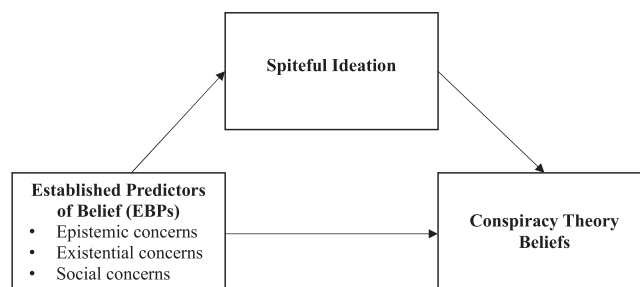 Spiteful Ideation
Established Predictors
of Belief (EBPs)
• Epistemic concerns
• Existential concerns
• Social concerns
Conspiracy Theory
Beliefs